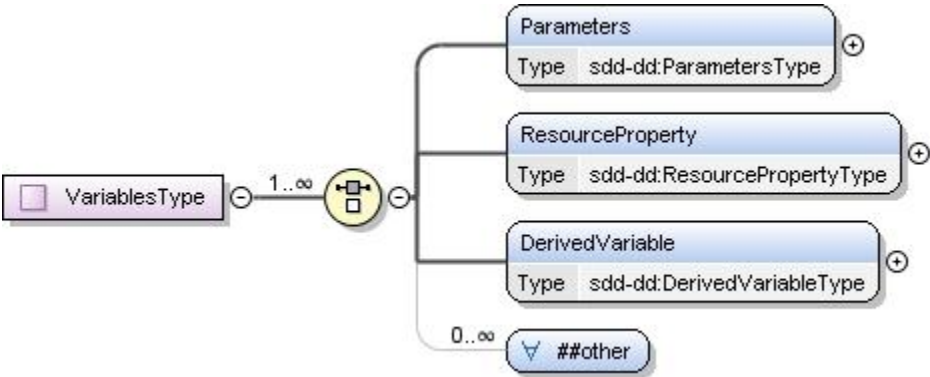 Parameters
Type sdd-dd:ParametersType
ResourceProperty
Type sdd-dd:ResourcePropertyType
VariablesType
1..∞
DerivedVariable
Type sdd-dd:DerivedVariableType
0..∞
∀ ##other